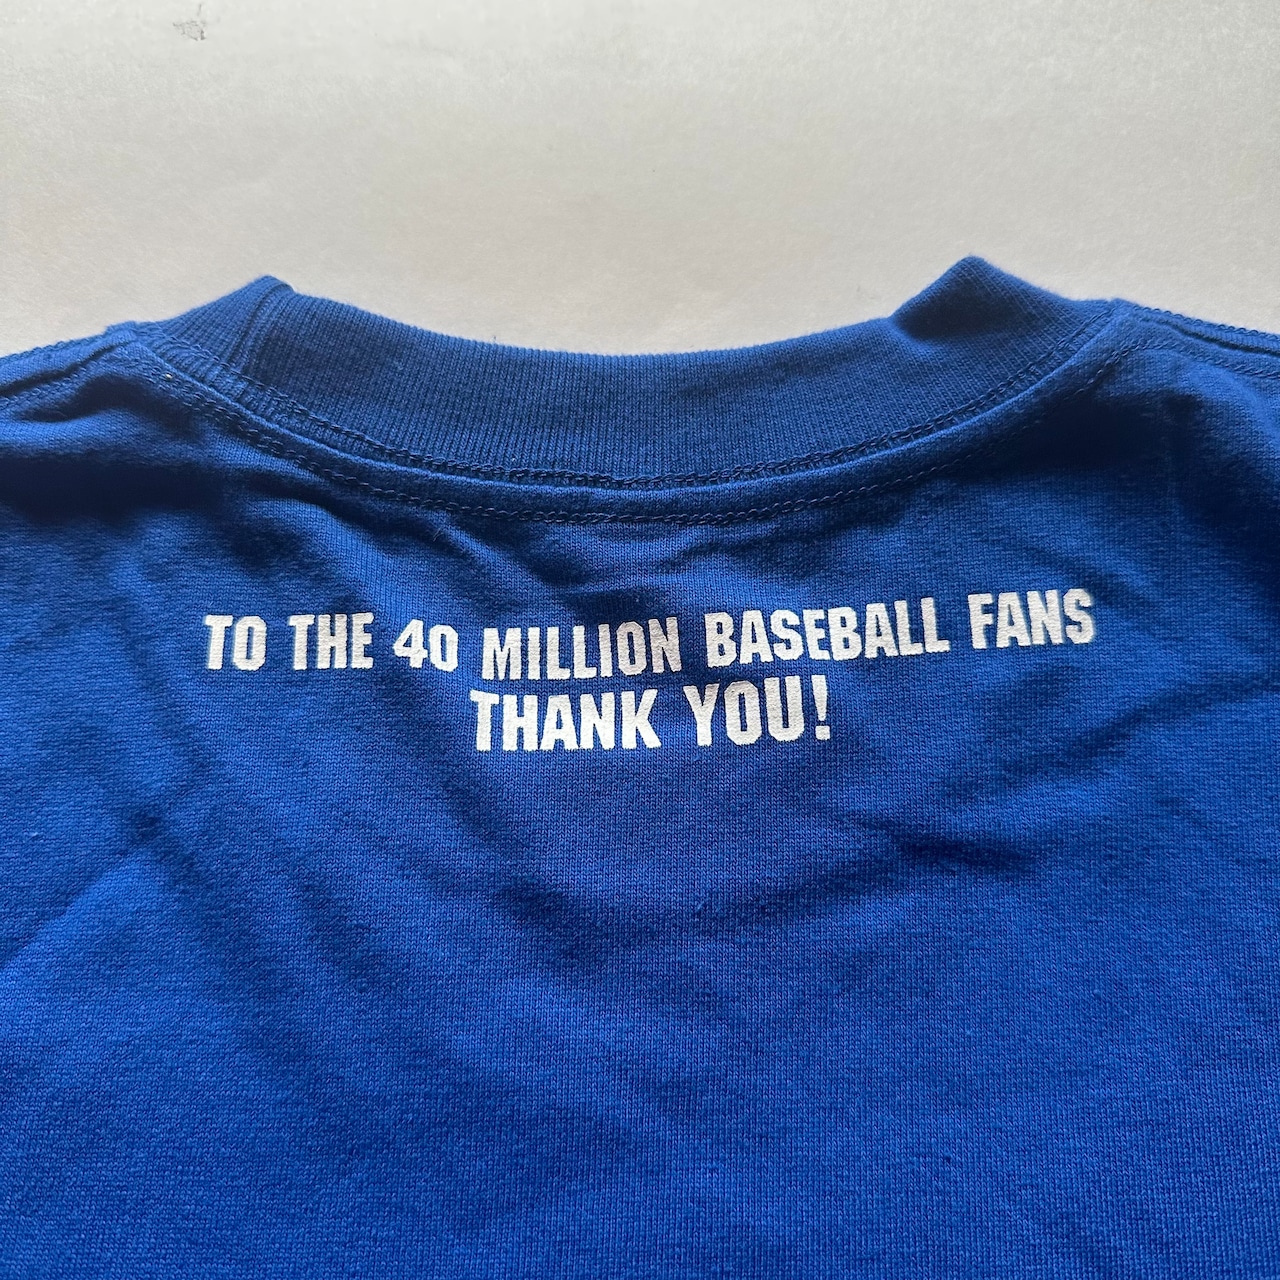 TO THE 40 MILLION BASEBALL FANS
THANK YOU!